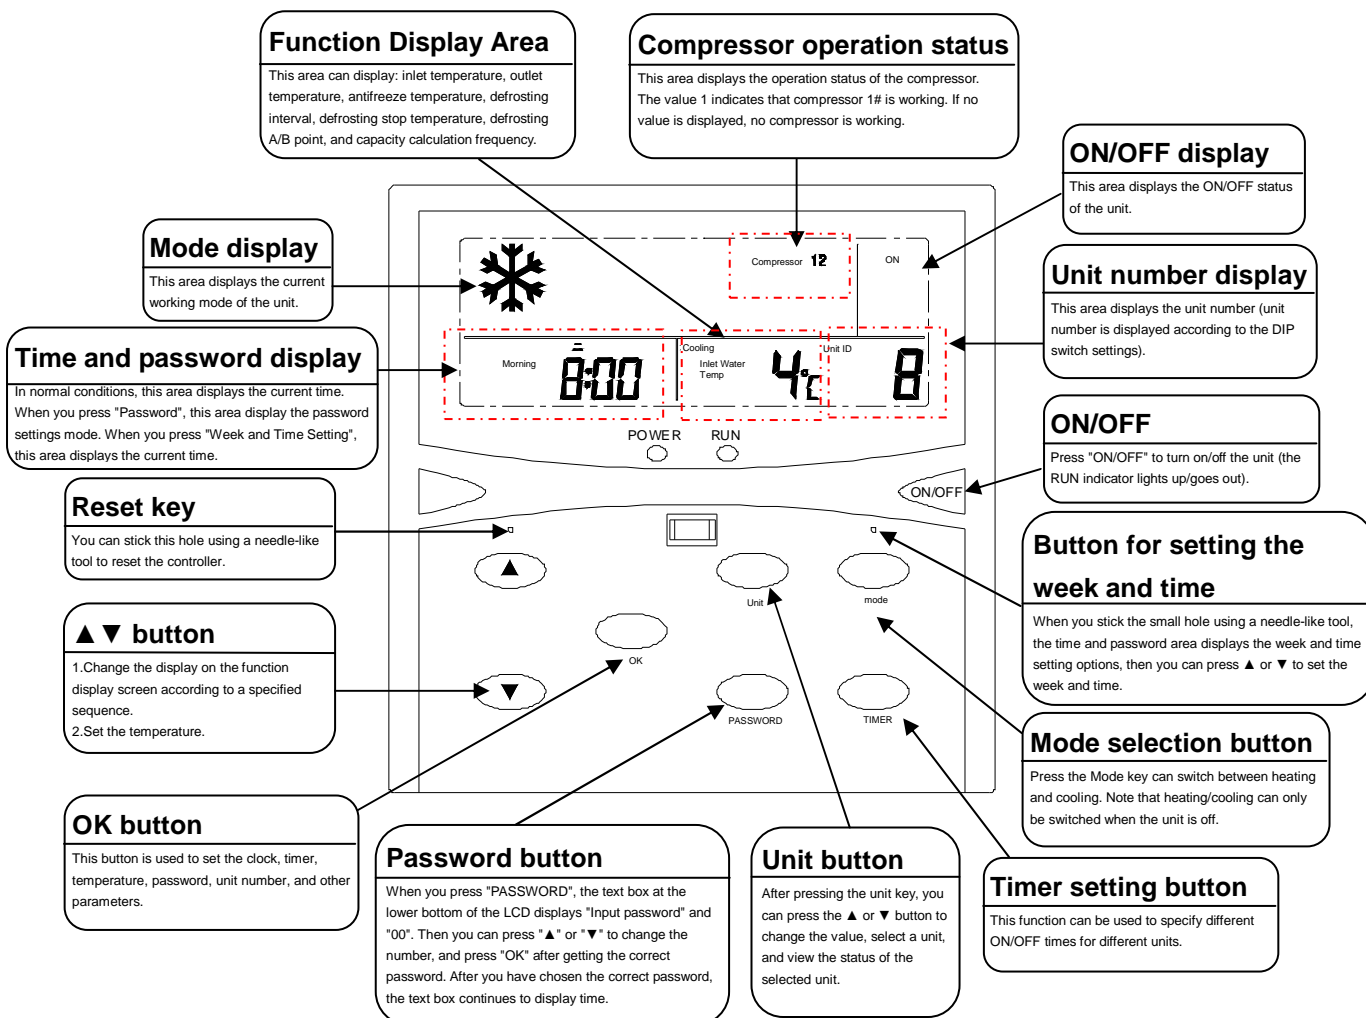 Function Display Area
This area can display: inlet temperature, outlet
temperature, antifreeze temperature, defrosting
interval, defrosting stop temperature, defrosting
A/B point, and capacity calculation frequency.
Compressor operation status
This area displays the operation status of the compressor.
The value 1 indicates that compressor 1# is working. If no
value is displayed, no compressor is working.
ON/OFF display
This area displays the ON/OFF status
of the unit.
Mode display
This area displays the current
working mode of the unit.
Unit number display
This area displays the unit number (unit
number is displayed according to the DIP
switch settings).
Time and password display
In normal conditions, this area displays the current time.
When you press "Password", this area display the password
settings mode. When you press "Week and Time Setting",
this area displays the current time.
Compressor 12
ON
Morning
8:00
Cooling
Inlet Water
Temp
4°C
Unit ID
8
POWER RUN
ON/OFF
ON/OFF
Press "ON/OFF" to turn on/off the unit (the
RUN indicator lights up/goes out).
Reset key
You can stick this hole using a needle-like
tool to reset the controller.
▲
Unit
mode
OK
▼
PASSWORD
TIMER
Button for setting the
week and time
When you stick the small hole using a needle-like tool,
the time and password area displays the week and time
setting options, then you can press ▲ or ▼ to set the
week and time.
▲▼ button
1.Change the display on the function
display screen according to a specified
sequence.
2.Set the temperature.
Mode selection button
Press the Mode key can switch between heating
and cooling. Note that heating/cooling can only
be switched when the unit is off.
OK button
This button is used to set the clock, timer,
temperature, password, unit number, and other
parameters.
Password button
When you press "PASSWORD", the text box at the
lower bottom of the LCD displays "Input password" and
"00". Then you can press "▲" or "▼" to change the
number, and press "OK" after getting the correct
password. After you have chosen the correct password,
the text box continues to display time.
Unit button
After pressing the unit key, you
can press the ▲ or ▼ button to
change the value, select a unit,
and view the status of the
selected unit.
Timer setting button
This function can be used to specify different
ON/OFF times for different units.